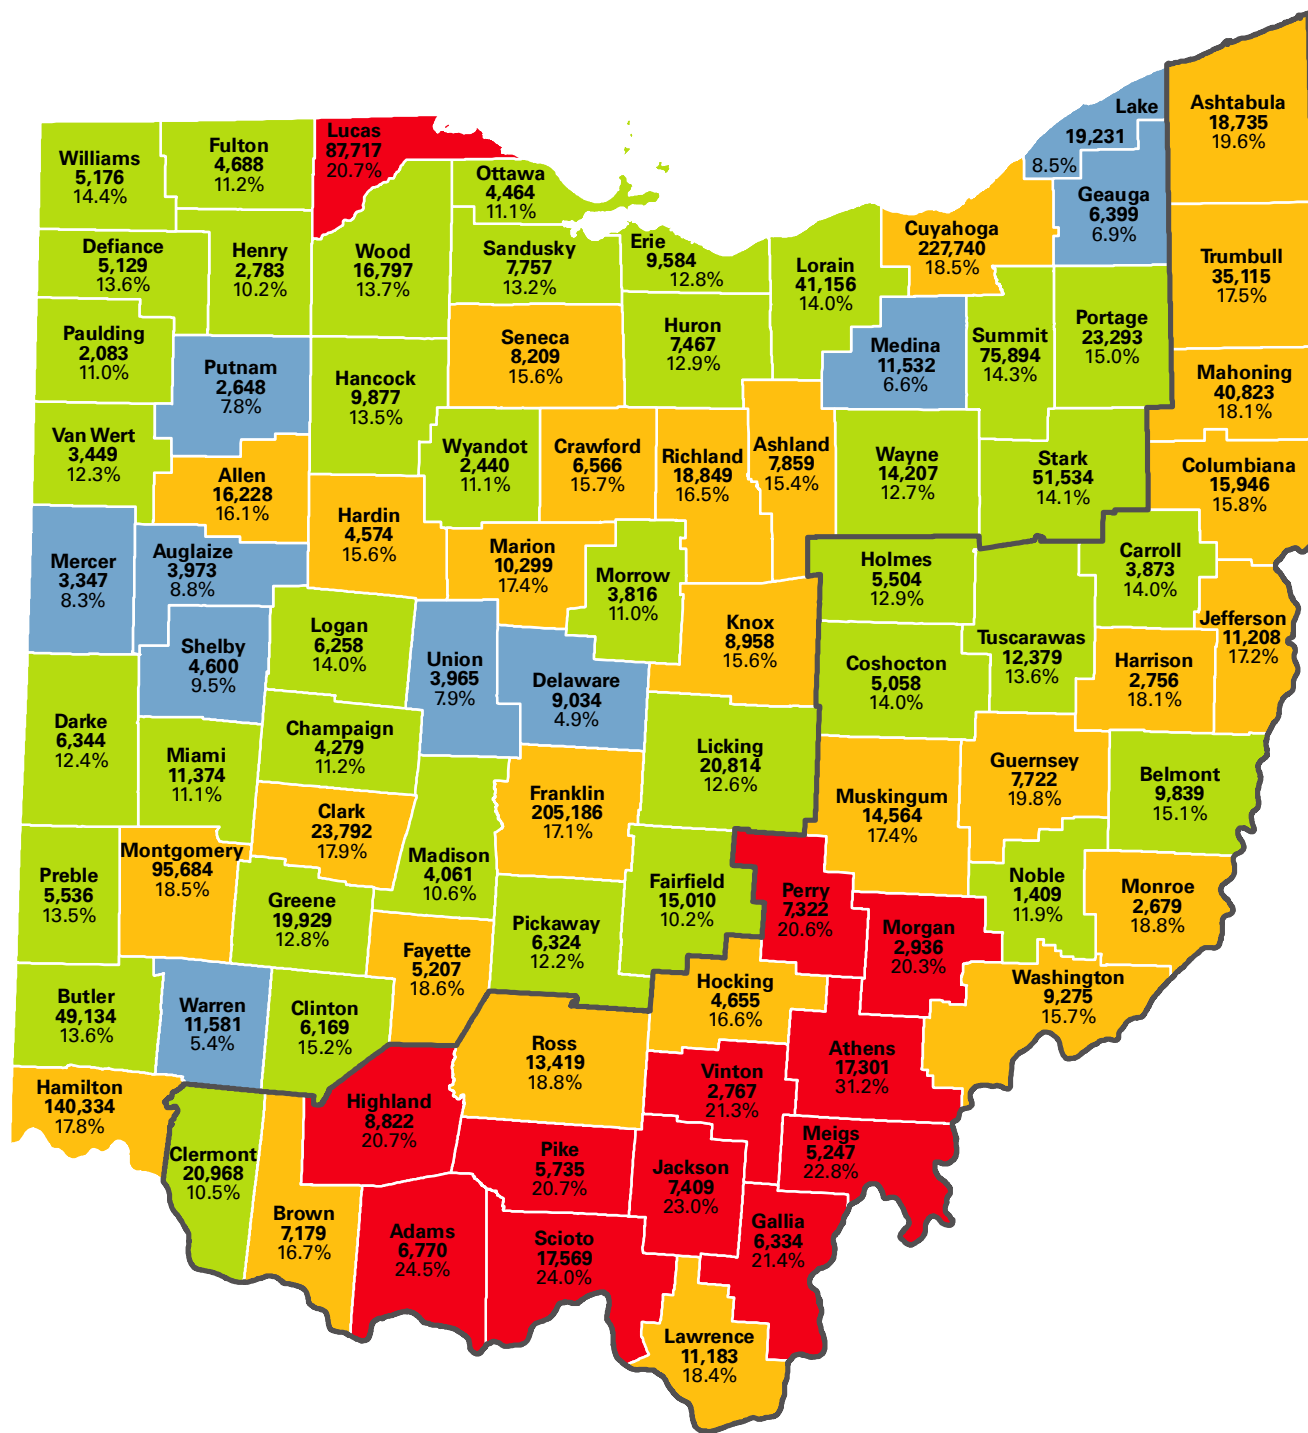 Lake
19,231
8.5%
Ashtabula
18,735
19.6%
Williams
5,176
14.4%
Fulton
4,688
11.2%
Lucas
87,717
20.7%
Ottawa
4,464
11.1%
Geauga
6,399
6.9%
Cuyahoga
227,740
18.5%
Trumbull
35,115
17.5%
Defiance
5,129
13.6%
Henry
2,783
10.2%
Wood
16,797
13.7%
Sandusky
7,757
13.2%
Erie
9,584
12.8%
Lorain
41,156
14.0%
Paulding
2,083
11.0%
Putnam
2,648
7.8%
Hancock
9,877
13.5%
Seneca
8,209
15.6%
Huron
7,467
12.9%
Medina
11,532
6.6%
Summit
75,894
14.3%
Portage
23,293
15.0%
Mahoning
40,823
18.1%
Van Wert
3,449
12.3%
Allen
16,228
16.1%
Wyandot
2,440
11.1%
Crawford
6,566
15.7%
Richland
18,849
16.5%
Ashland
7,859
15.4%
Wayne
14,207
12.7%
Stark
51,534
14.1%
Columbiana
15,946
15.8%
Hardin
4,574
15.6%
Mercer
3,347
8.3%
Auglaize
3,973
8.8%
Marion
10,299
17.4%
Morrow
3,816
11.0%
Holmes
5,504
12.9%
Carroll
3,873
14.0%
Jefferson
11,208
17.2%
Shelby
4,600
9.5%
Logan
6,258
14.0%
Union
3,965
7.9%
Delaware
9,034
4.9%
Knox
8,958
15.6%
Coshocton
5,058
14.0%
Tuscarawas
12,379
13.6%
Harrison
2,756
18.1%
Darke
6,344
12.4%
Miami
11,374
11.1%
Champaign
4,279
11.2%
Licking
20,814
12.6%
Guernsey
7,722
19.8%
Belmont
9,839
15.1%
Clark
23,792
17.9%
Franklin
205,186
17.1%
Muskingum
14,564
17.4%
Preble
5,536
13.5%
Montgomery
95,684
18.5%
Madison
4,061
10.6%
Greene
19,929
12.8%
Fairfield
15,010
10.2%
Perry
7,322
20.6%
Noble
1,409
11.9%
Monroe
2,679
18.8%
Fayette
5,207
18.6%
Pickaway
6,324
12.2%
Morgan
2,936
20.3%
Washington
9,275
15.7%
Butler
49,134
13.6%
Warren
11,581
5.4%
Clinton
6,169
15.2%
Hocking
4,655
16.6%
Ross
13,419
18.8%
Athens
17,301
31.2%
Vinton
2,767
21.3%
Hamilton
140,334
17.8%
Highland
8,822
20.7%
Clermont
20,968
10.5%
Pike
5,735
20.7%
Jackson
7,409
23.0%
Meigs
5,247
22.8%
Brown
7,179
16.7%
Adams
6,770
24.5%
Scioto
17,569
24.0%
Gallia
6,334
21.4%
Lawrence
11,183
18.4%